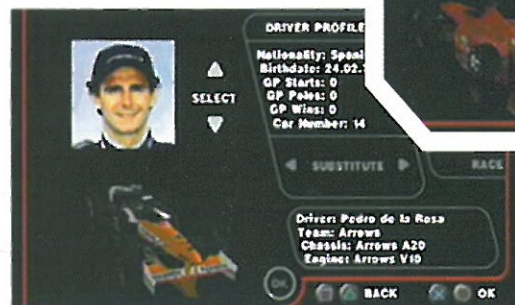 DRIVER PROFILE
Nationality: Spani
Birthdate: 24.02.
GP Starts: 0
GP Poles: 0
GP Wins: 0
Car Number: 14
SELECT
SUBSTITUTE
RACE
Driver: Pedro de la Rosa
Team: Arrows
Chassis: Arrows A20
Engine: Arrows V10
OK
BACK
OK